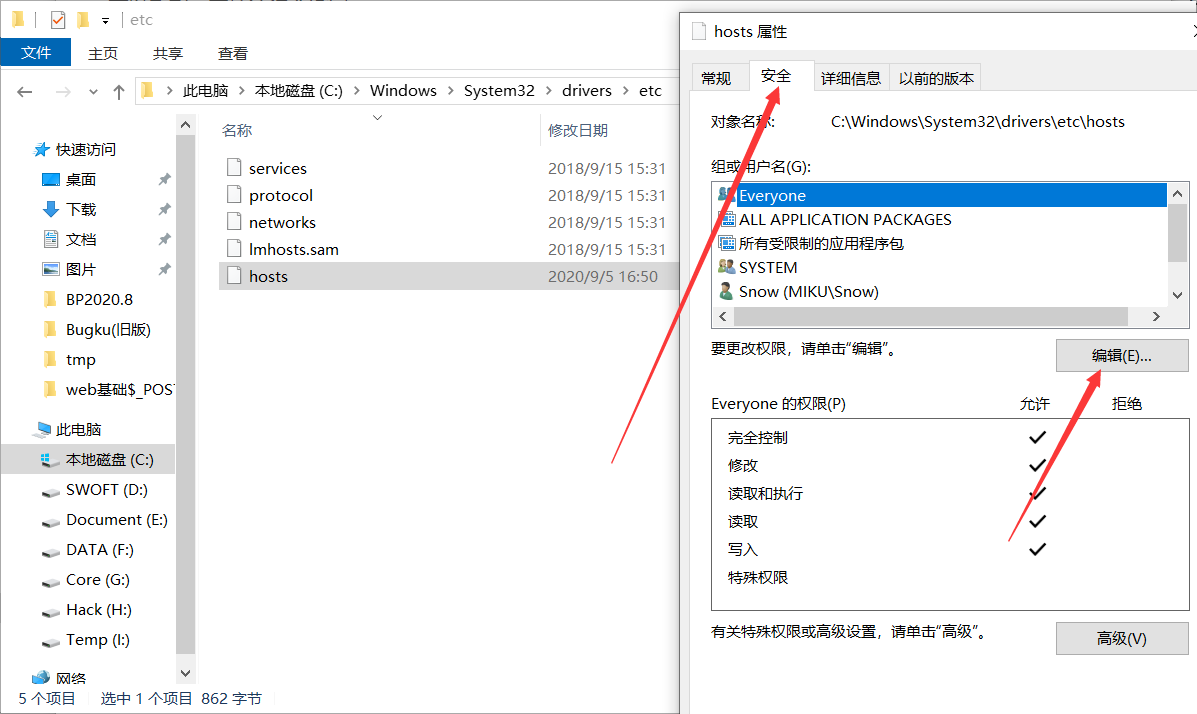 etc
文件 主页 共享 查看
此电脑 本地磁盘 (C:) Windows System32 drivers etc
快速访问
桌面
下载
文档
图片
BP2020.8
Bugku(旧版)
tmp
web基础$_POST
此电脑
本地磁盘 (C:)
SWOFT (D:)
Document (E:)
DATA (F:)
Core (G:)
Hack (H:)
Temp (I:)
网络
名称 修改日期
services 2018/9/15 15:31
protocol 2018/9/15 15:31
networks 2018/9/15 15:31
lmhosts.sam 2018/9/15 15:31
hosts 2020/9/5 16:50
5 个项目 选中 1 个项目 862 字节
hosts 属性
常规 安全 详细信息 以前的版本
对象名称: C:\Windows\System32\drivers\etc\hosts
组或用户名(G):
Everyone
ALL APPLICATION PACKAGES
所有受限制的应用程序包
SYSTEM
Snow (MIKU\Snow)
要更改权限，请单击“编辑”。
编辑(E)...
Everyone 的权限(P) 允许 拒绝
完全控制
修改
读取和执行
读取
写入
特殊权限
有关特殊权限或高级设置，请单击“高级”。
高级(V)